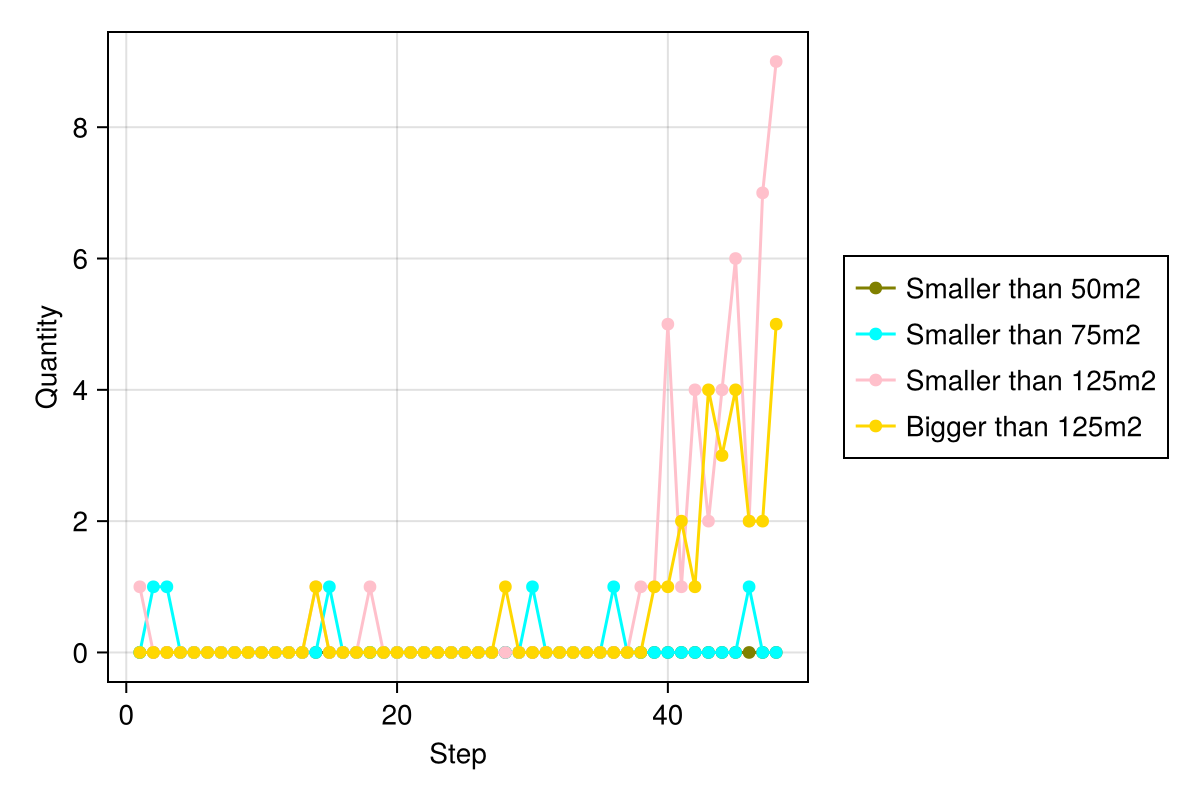 8
6
4
2
0
Quantity
0 20 40
Step
Smaller than 50m2
Smaller than 75m2
Smaller than 125m2
Bigger than 125m2